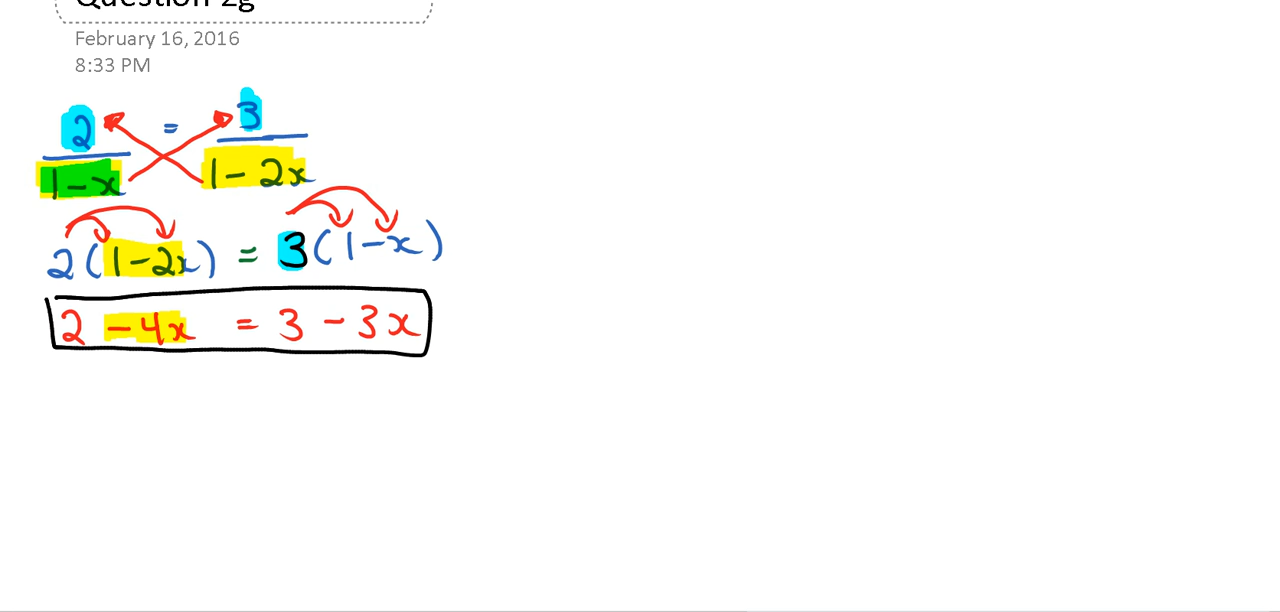 Question 2g
February 16, 2016
8:33 PM
2 = 3
1-x 1-2x
2(1-2x) = 3(1-x)
2 -4x = 3 - 3x